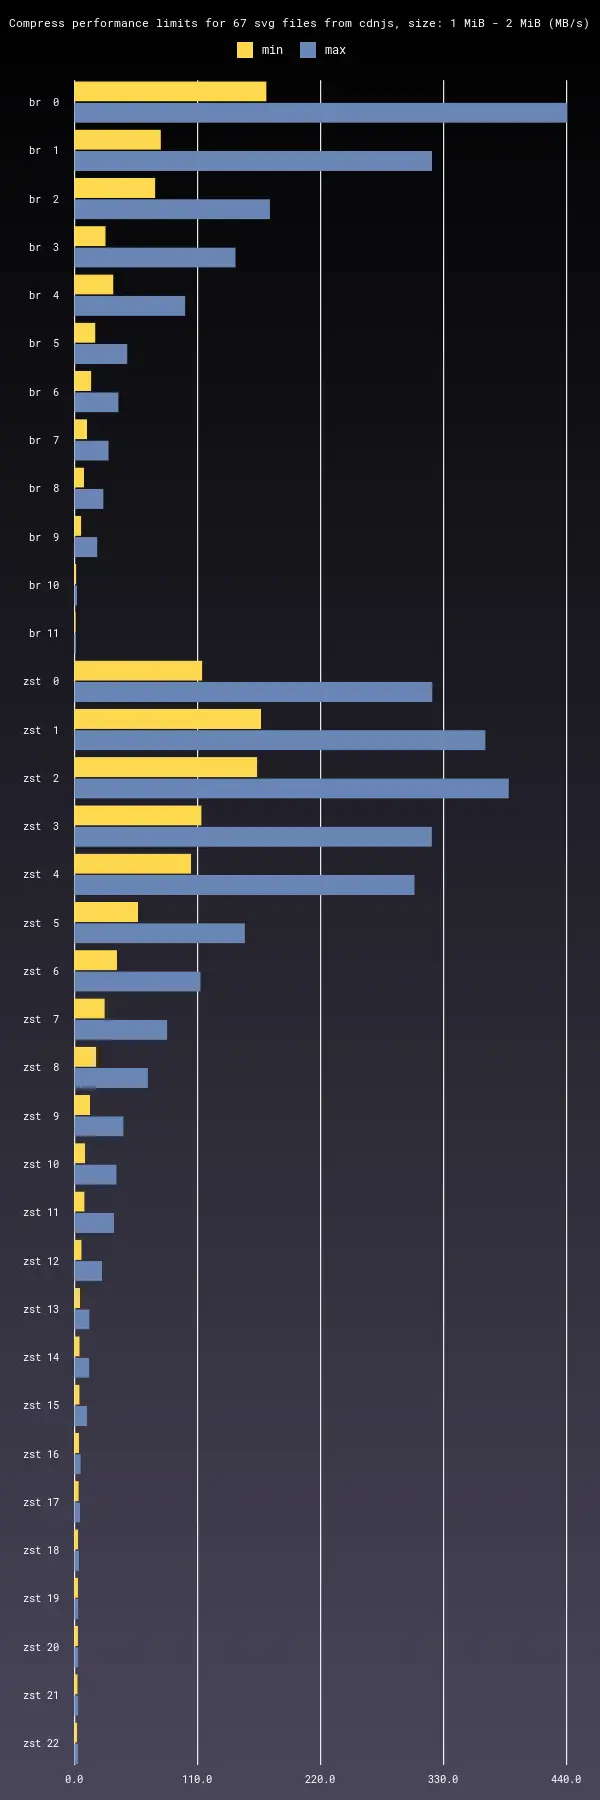 Compress performance limits for 67 svg files from cdnjs, size: 1 MiB - 2 MiB (MB/s)
min max
br 0
br 1
br 2
br 3
br 4
br 5
br 6
br 7
br 8
br 9
br 10
br 11
zst 0
zst 1
zst 2
zst 3
zst 4
zst 5
zst 6
zst 7
zst 8
zst 9
zst 10
zst 11
zst 12
zst 13
zst 14
zst 15
zst 16
zst 17
zst 18
zst 19
zst 20
zst 21
zst 22
0.0 110.0 220.0 330.0 440.0